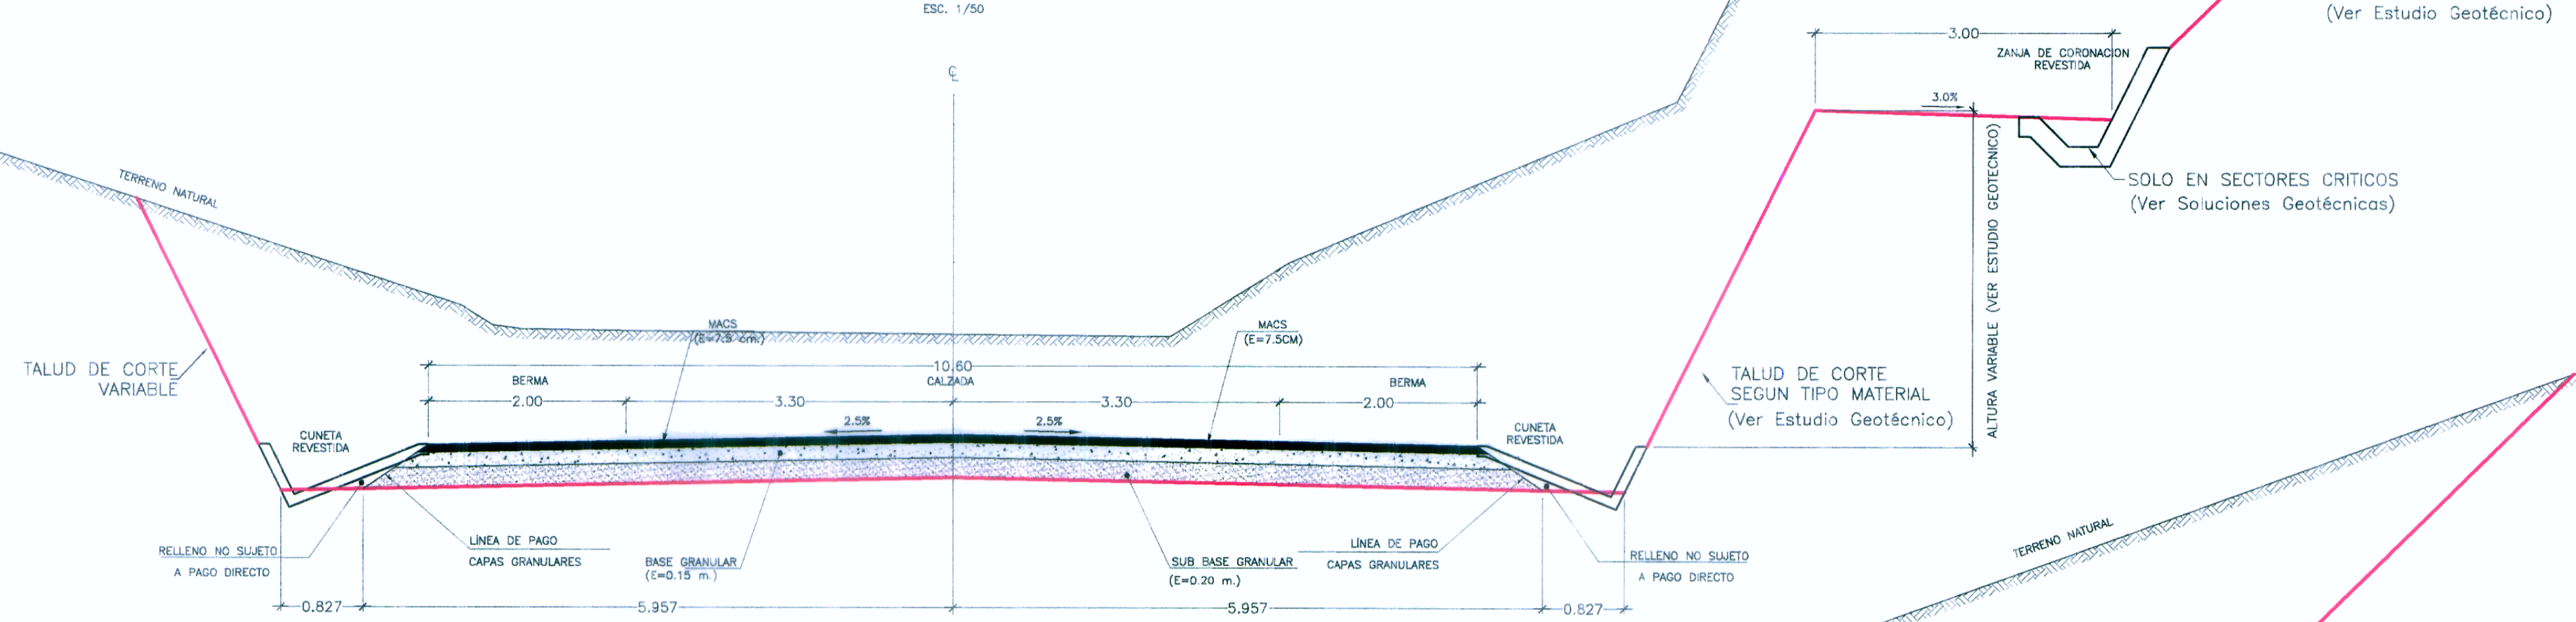 ESC. 1/50
(Ver Estudio Geotécnico)
3.00
ZANJA DE CORONACION
REVESTIDA
3.0%
SOLO EN SECTORES CRITICOS
(Ver Soluciones Geotécnicas)
ALTURA VARIABLE (VER ESTUDIO GEOTECNICO)
TERRENO NATURAL
TALUD DE CORTE
VARIABLE
MACS
(E=7.5 cm.)
MACS
(E=7.5CM)
10.60
CALZADA
BERMA
BERMA
2.00
3.30
3.30
2.00
2.5%
2.5%
CUNETA
REVESTIDA
CUNETA
REVESTIDA
TALUD DE CORTE
SEGUN TIPO MATERIAL
(Ver Estudio Geotécnico)
RELLENO NO SUJETO
A PAGO DIRECTO
LÍNEA DE PAGO
CAPAS GRANULARES
BASE GRANULAR
(E=0.15 m.)
SUB BASE GRANULAR
(E=0.20 m.)
LÍNEA DE PAGO
CAPAS GRANULARES
RELLENO NO SUJETO
A PAGO DIRECTO
TERRENO NATURAL
0.827
5.957
5.957
0.827